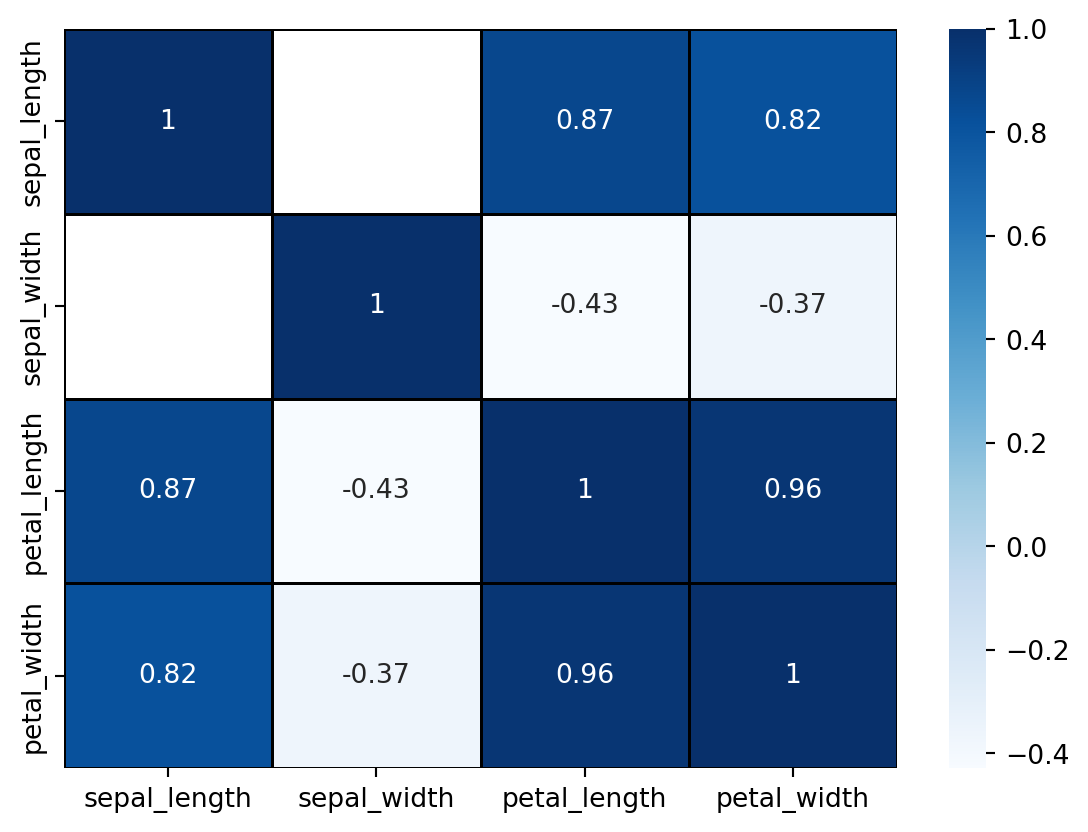 sepal_length 1 0.87 0.82
sepal_width 1 -0.43 -0.37
petal_length 0.87 -0.43 1 0.96
petal_width 0.82 -0.37 0.96 1
sepal_length sepal_width petal_length petal_width
1.0
0.8
0.6
0.4
0.2
0.0
−0.2
−0.4